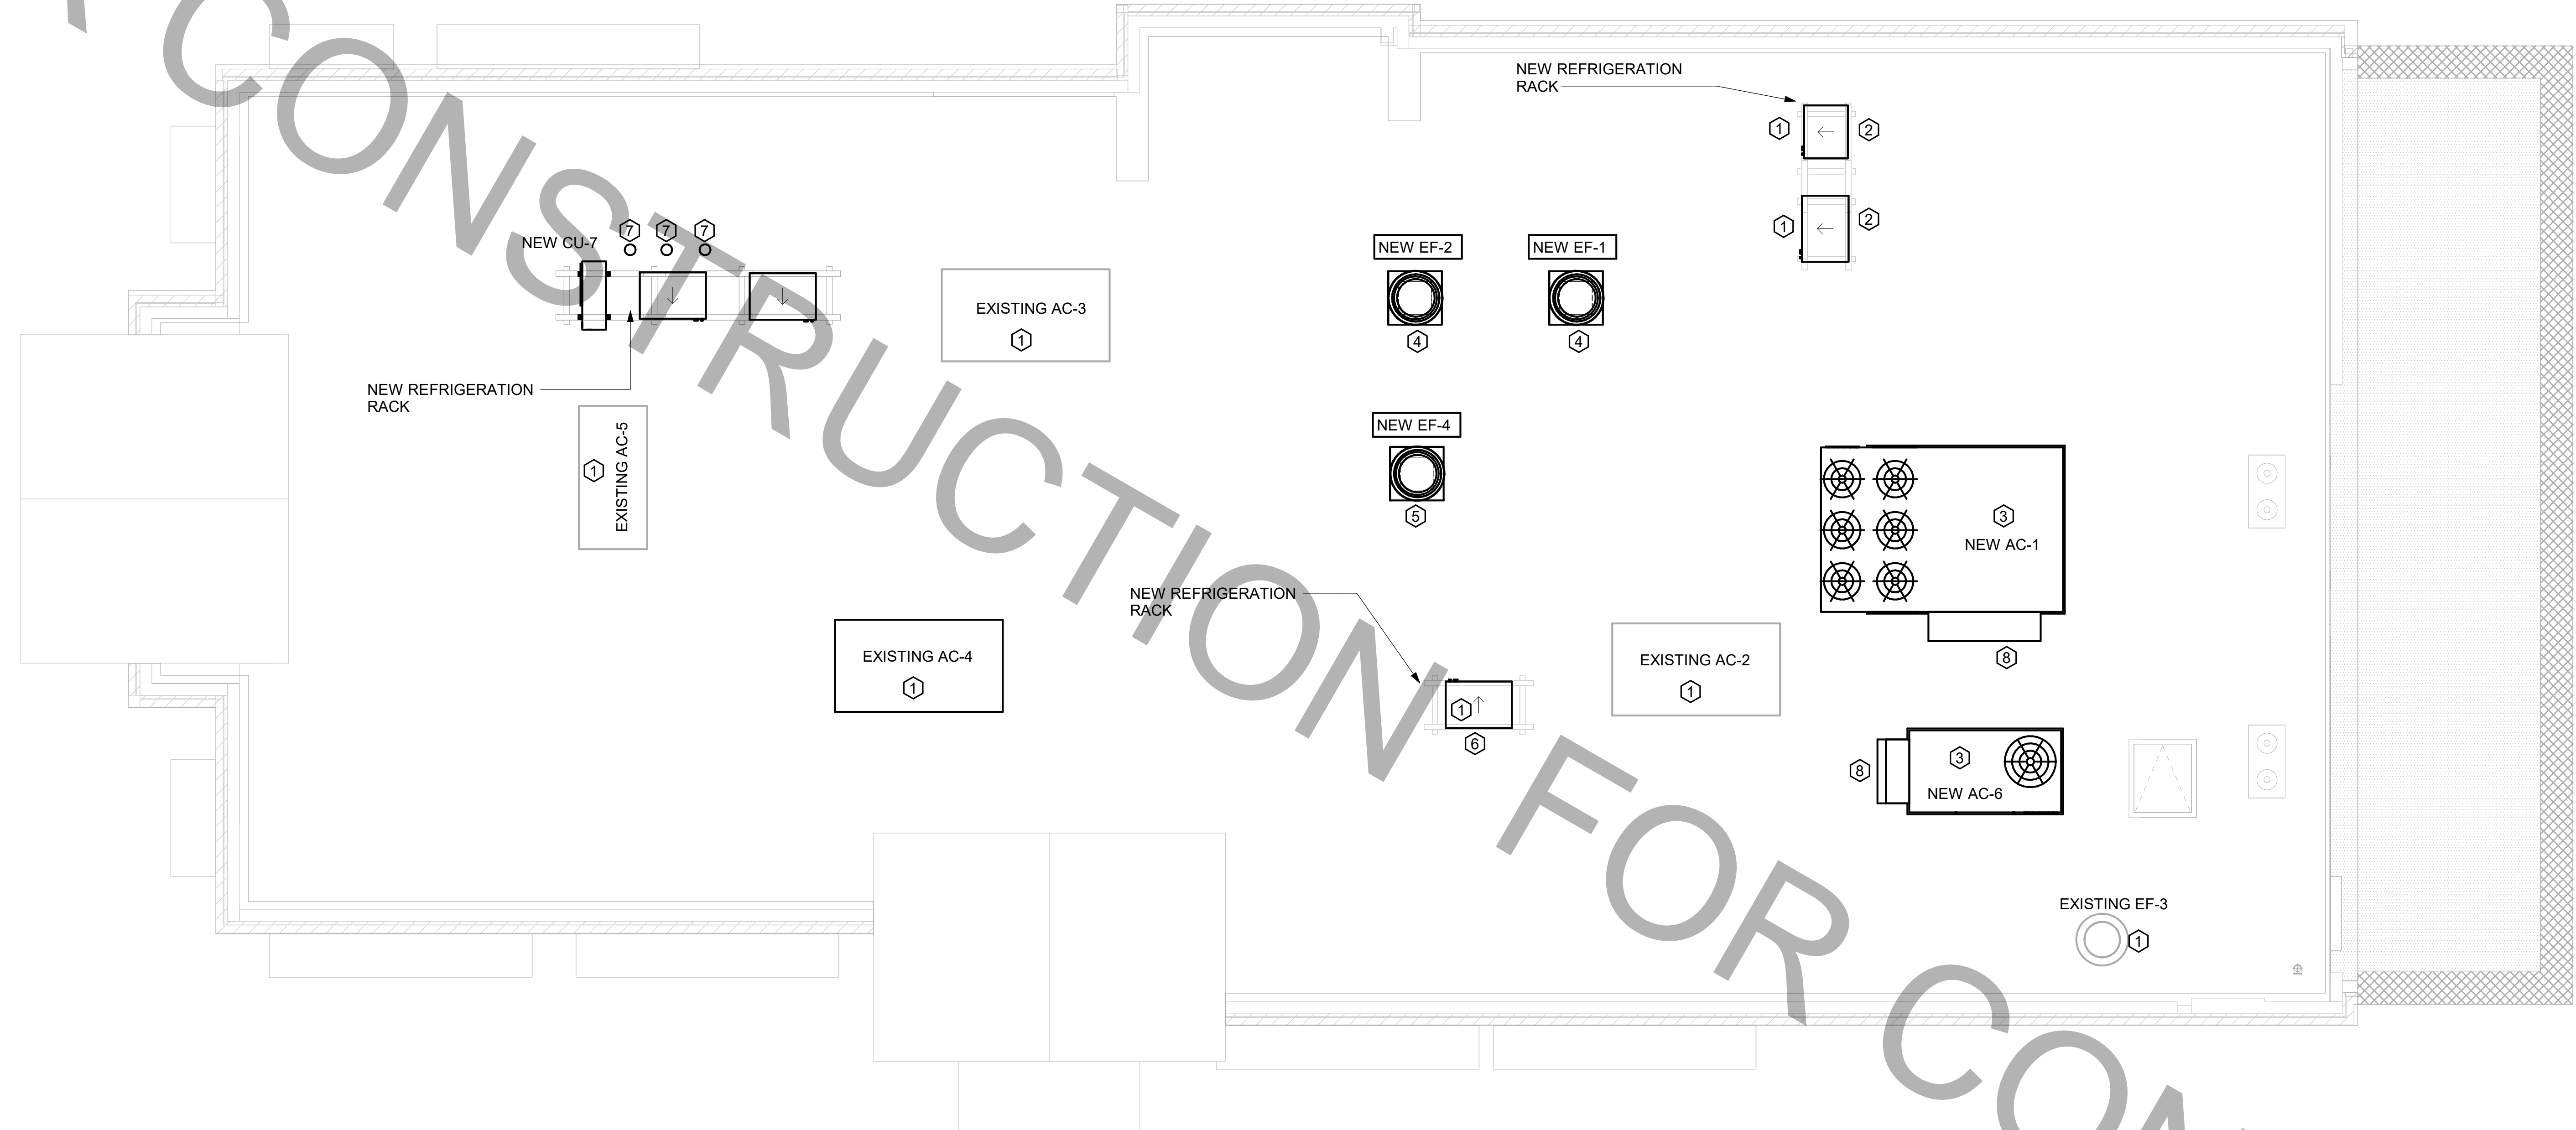 NEW REFRIGERATION
RACK
1
2
1
2
7
7
7
NEW CU-7
NEW EF-2
NEW EF-1
EXISTING AC-3
1
4
4
NEW REFRIGERATION
RACK
EXISTING AC-5
1
NEW EF-4
5
3
NEW AC-1
NEW REFRIGERATION
RACK
EXISTING AC-4
1
EXISTING AC-2
1
8
1
6
3
NEW AC-6
8
EXISTING EF-3
1
CONSTRUCTION FOR CON